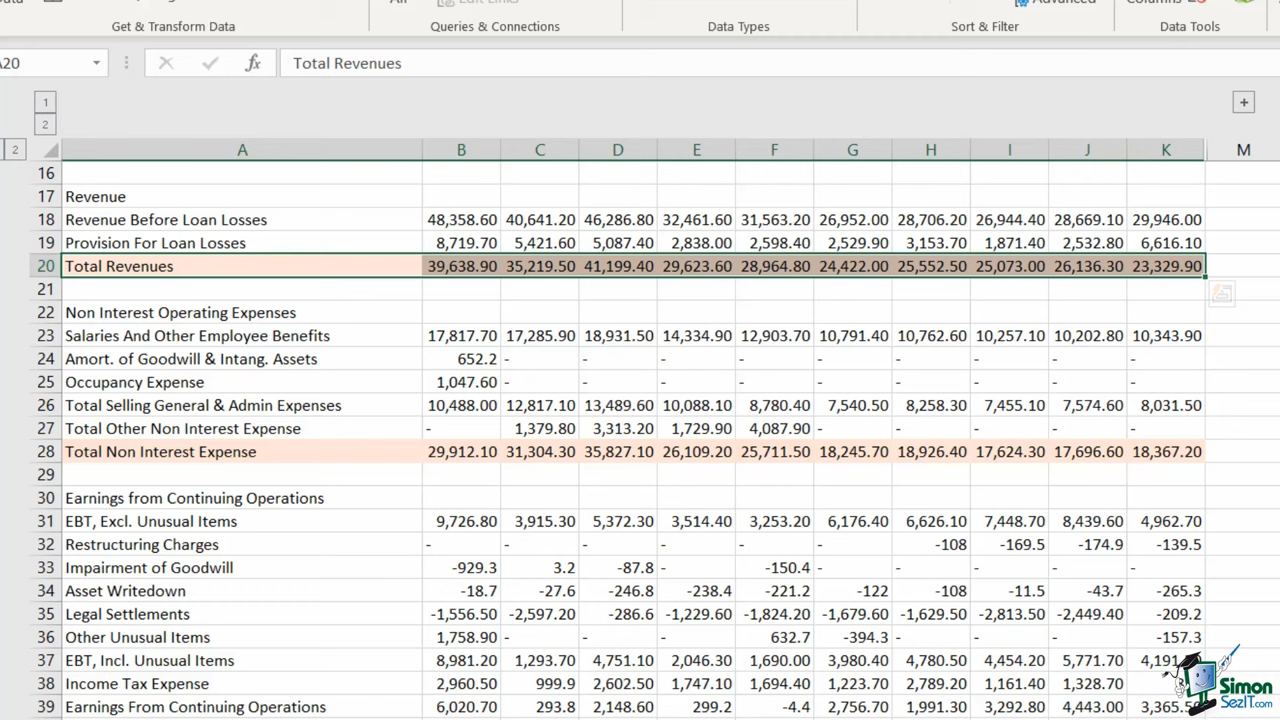 All
Edit Links
Advanced
Get & Transform Data Queries & Connections Data Types Sort & Filter Data Tools
A20 fx Total Revenues
1 +
2
2 A B C D E F G H I J K M
16
17 Revenue
18 Revenue Before Loan Losses 48,358.60 40,641.20 46,286.80 32,461.60 31,563.20 26,952.00 28,706.20 26,944.40 28,669.10 29,946.00
19 Provision For Loan Losses 8,719.70 5,421.60 5,087.40 2,838.00 2,598.40 2,529.90 3,153.70 1,871.40 2,532.80 6,616.10
20 Total Revenues 39,638.90 35,219.50 41,199.40 29,623.60 28,964.80 24,422.00 25,552.50 25,073.00 26,136.30 23,329.90
21
22 Non Interest Operating Expenses
23 Salaries And Other Employee Benefits 17,817.70 17,285.90 18,931.50 14,334.90 12,903.70 10,791.40 10,762.60 10,257.10 10,202.80 10,343.90
24 Amort. of Goodwill & Intang. Assets 652.2 - - - - - - - - -
25 Occupancy Expense 1,047.60 - - - - - - - - -
26 Total Selling General & Admin Expenses 10,488.00 12,817.10 13,489.60 10,088.10 8,780.40 7,540.50 8,258.30 7,455.10 7,574.60 8,031.50
27 Total Other Non Interest Expense - 1,379.80 3,313.20 1,729.90 4,087.90 - - - - -
28 Total Non Interest Expense 29,912.10 31,304.30 35,827.10 26,109.20 25,711.50 18,245.70 18,926.40 17,624.30 17,696.60 18,367.20
29
30 Earnings from Continuing Operations
31 EBT, Excl. Unusual Items 9,726.80 3,915.30 5,372.30 3,514.40 3,253.20 6,176.40 6,626.10 7,448.70 8,439.60 4,962.70
32 Restructuring Charges - - - - - - -108 -169.5 -174.9 -139.5
33 Impairment of Goodwill -929.3 3.2 -87.8 - -150.4 - - - - -
34 Asset Writedown -18.7 -27.6 -246.8 -238.4 -221.2 -122 -108 -11.5 -43.7 -265.3
35 Legal Settlements -1,556.50 -2,597.20 -286.6 -1,229.60 -1,824.20 -1,679.60 -1,629.50 -2,813.50 -2,449.40 -209.2
36 Other Unusual Items 1,758.90 - - - 632.7 -394.3 - - - -157.3
37 EBT, Incl. Unusual Items 8,981.20 1,293.70 4,751.10 2,046.30 1,690.00 3,980.40 4,780.50 4,454.20 5,771.70 4,191
38 Income Tax Expense 2,960.50 999.9 2,602.50 1,747.10 1,694.40 1,223.70 2,789.20 1,161.40 1,328.70
39 Earnings From Continuing Operations 6,020.70 293.8 2,148.60 299.2 -4.4 2,756.70 1,991.30 3,292.80 4,443.00 3,365
Simon
SezIT.com